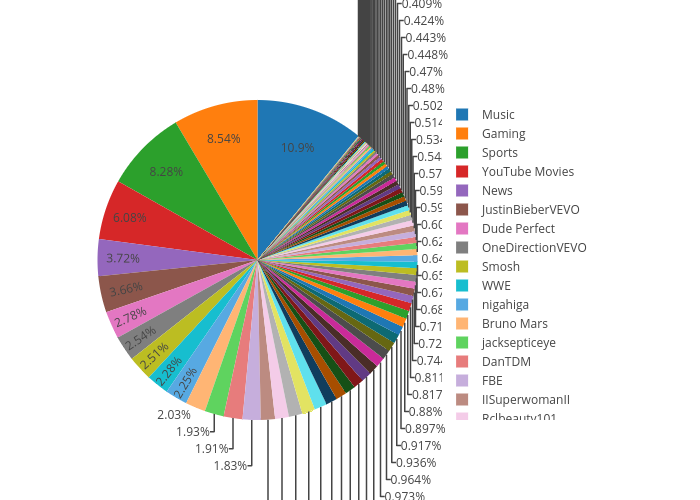 0.409%
0.424%
0.443%
0.448%
0.47%
0.48%
0.502
0.514
0.534
0.54
0.57
0.59
0.59
0.60
0.62
0.64
0.65
0.67
0.68
0.71
0.72
0.744
0.811
0.817
0.88%
0.897%
0.917%
0.936%
0.964%
0.973%
10.9%
8.54%
8.28%
6.08%
3.72%
3.66%
2.78%
2.54%
2.51%
2.28%
2.25%
2.03%
1.93%
1.91%
1.83%
Music
Gaming
Sports
YouTube Movies
News
JustinBieberVEVO
Dude Perfect
OneDirectionVEVO
Smosh
WWE
nigahiga
Bruno Mars
jacksepticeye
DanTDM
FBE
IISuperwomanII
Rclbeauty101